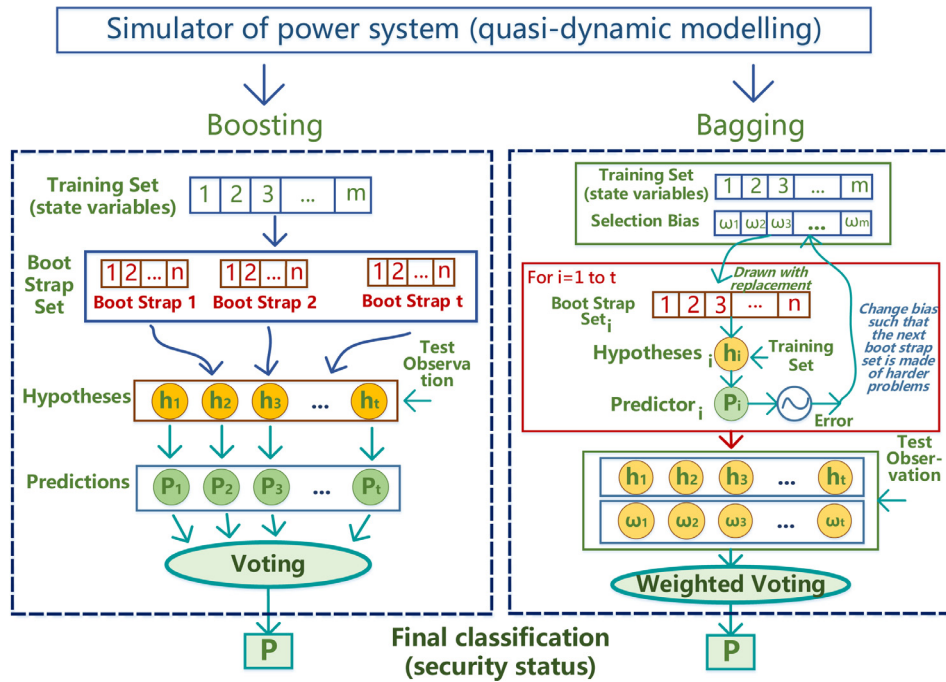 Simulator of power system (quasi-dynamic modelling)
Boosting
Training Set
(state variables)
1 2 3 ... m
Boot
Strap
Set
1 2 ... n
Boot Strap 1
1 2 ... n
Boot Strap 2
1 2 ... n
Boot Strap t
Test
Observa
tion
Hypotheses
h1 h2 h3 ... ht
Predictions
P1 P2 P3 ... Pt
Voting
P
Bagging
Training Set
(state variables)
1 2 3 ... m
Selection Bias
ω1 ω2 ω3 ... ωm
For i=1 to t
Drawn with
replacement
Boot Strap
Set i
1 2 3 ... n
Hypotheses i
hi
Training
Set
Predictor i
Pi
Error
Change bias
such that
the next
boot strap
set is made
of harder
problems
Test
Obser-
vation
h1 h2 h3 ... ht
ω1 ω2 ω3 ... ωt
Weighted Voting
P
Final classification
(security status)